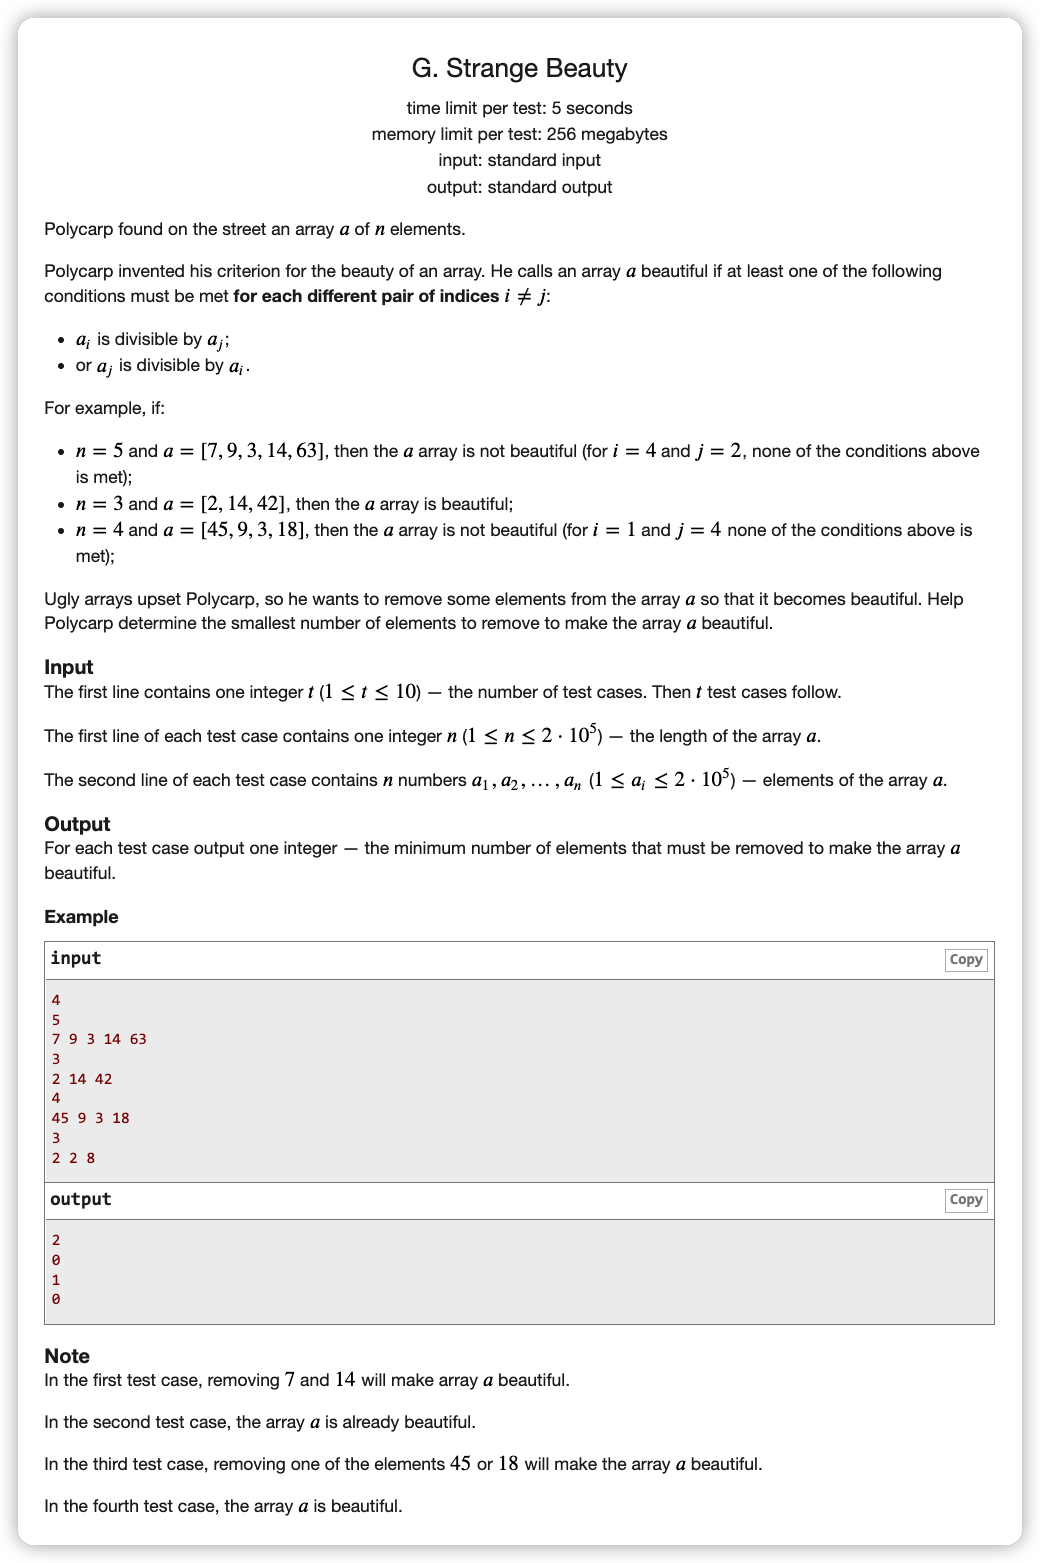 G. Strange Beauty
time limit per test: 5 seconds
memory limit per test: 256 megabytes
input: standard input
output: standard output
Polycarp found on the street an array a of n elements.
Polycarp invented his criterion for the beauty of an array. He calls an array a beautiful if at least one of the following
conditions must be met for each different pair of indices i ≠ j:
• a_i is divisible by a_j;
• or a_j is divisible by a_i.
For example, if:
• n = 5 and a = [7, 9, 3, 14, 63], then the a array is not beautiful (for i = 4 and j = 2, none of the conditions above
is met);
• n = 3 and a = [2, 14, 42], then the a array is beautiful;
• n = 4 and a = [45, 9, 3, 18], then the a array is not beautiful (for i = 1 and j = 4 none of the conditions above is
met);
Ugly arrays upset Polycarp, so he wants to remove some elements from the array a so that it becomes beautiful. Help
Polycarp determine the smallest number of elements to remove to make the array a beautiful.
Input
The first line contains one integer t (1 ≤ t ≤ 10) — the number of test cases. Then t test cases follow.
The first line of each test case contains one integer n (1 ≤ n ≤ 2 · 10^5) — the length of the array a.
The second line of each test case contains n numbers a_1, a_2, …, a_n (1 ≤ a_i ≤ 2 · 10^5) — elements of the array a.
Output
For each test case output one integer — the minimum number of elements that must be removed to make the array a
beautiful.
Example
input Copy
4
5
7 9 3 14 63
3
2 14 42
4
45 9 3 18
3
2 2 8
output Copy
2
0
1
0
Note
In the first test case, removing 7 and 14 will make array a beautiful.
In the second test case, the array a is already beautiful.
In the third test case, removing one of the elements 45 or 18 will make the array a beautiful.
In the fourth test case, the array a is beautiful.